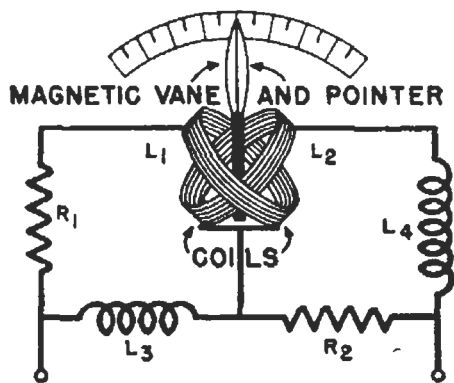 MAGNETIC VANE AND POINTER
L1 L2
R1 L4
COILS
L3 R2